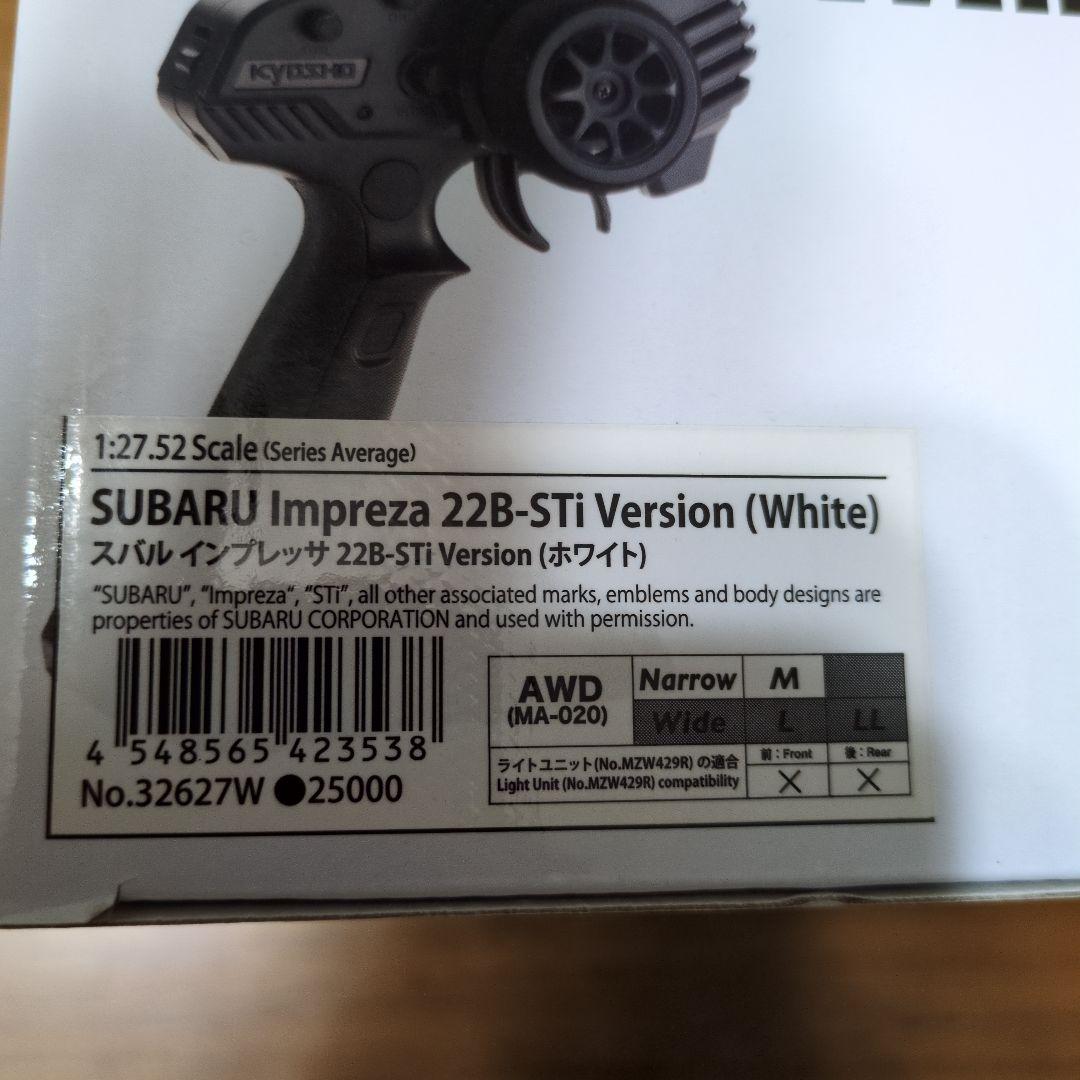 KYOSHO
1:27.52 Scale (Series Average)
SUBARU Impreza 22B-STi Version (White)
スバル インプレッサ 22B-STi Version (ホワイト)
"SUBARU", "Impreza", "STi", all other associated marks, emblems and body designs are
properties of SUBARU CORPORATION and used with permission.
4 548565 423538
No.32627W ●25000
AWD
(MA-020)
Narrow M
Wide L LL
ライトユニット(No.MZW429R) の適合
Light Unit (No.MZW429R) compatibility
前:Front 後:Rear
× ×